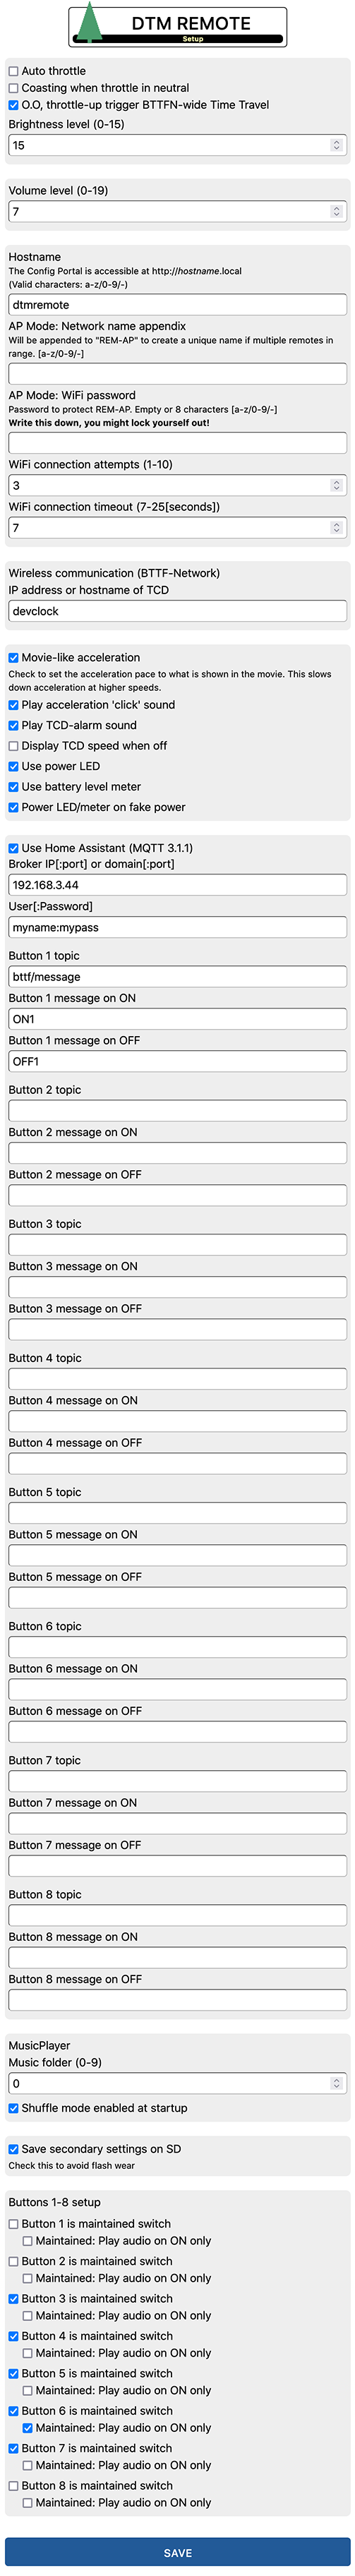 DTM REMOTE
Setup
Auto throttle
Coasting when throttle in neutral
O.O, throttle-up trigger BTTFN-wide Time Travel
Brightness level (0-15)
15
Volume level (0-19)
7
Hostname
The Config Portal is accessible at http://hostname.local
(Valid characters: a-z/0-9/-)
dtmremote
AP Mode: Network name appendix
Will be appended to "REM-AP" to create a unique name if multiple remotes in
range. [a-z/0-9/-]
AP Mode: WiFi password
Password to protect REM-AP. Empty or 8 characters [a-z/0-9/-]
Write this down, you might lock yourself out!
WiFi connection attempts (1-10)
3
WiFi connection timeout (7-25[seconds])
7
Wireless communication (BTTF-Network)
IP address or hostname of TCD
devclock
Movie-like acceleration
Check to set the acceleration pace to what is shown in the movie. This slows
down acceleration at higher speeds.
Play acceleration 'click' sound
Play TCD-alarm sound
Display TCD speed when off
Use power LED
Use battery level meter
Power LED/meter on fake power
Use Home Assistant (MQTT 3.1.1)
Broker IP[:port] or domain[:port]
192.168.3.44
User[:Password]
myname:mypass
Button 1 topic
bttf/message
Button 1 message on ON
ON1
Button 1 message on OFF
OFF1
Button 2 topic
Button 2 message on ON
Button 2 message on OFF
Button 3 topic
Button 3 message on ON
Button 3 message on OFF
Button 4 topic
Button 4 message on ON
Button 4 message on OFF
Button 5 topic
Button 5 message on ON
Button 5 message on OFF
Button 6 topic
Button 6 message on ON
Button 6 message on OFF
Button 7 topic
Button 7 message on ON
Button 7 message on OFF
Button 8 topic
Button 8 message on ON
Button 8 message on OFF
MusicPlayer
Music folder (0-9)
0
Shuffle mode enabled at startup
Save secondary settings on SD
Check this to avoid flash wear
Buttons 1-8 setup
Button 1 is maintained switch
Maintained: Play audio on ON only
Button 2 is maintained switch
Maintained: Play audio on ON only
Button 3 is maintained switch
Maintained: Play audio on ON only
Button 4 is maintained switch
Maintained: Play audio on ON only
Button 5 is maintained switch
Maintained: Play audio on ON only
Button 6 is maintained switch
Maintained: Play audio on ON only
Button 7 is maintained switch
Maintained: Play audio on ON only
Button 8 is maintained switch
Maintained: Play audio on ON only
SAVE